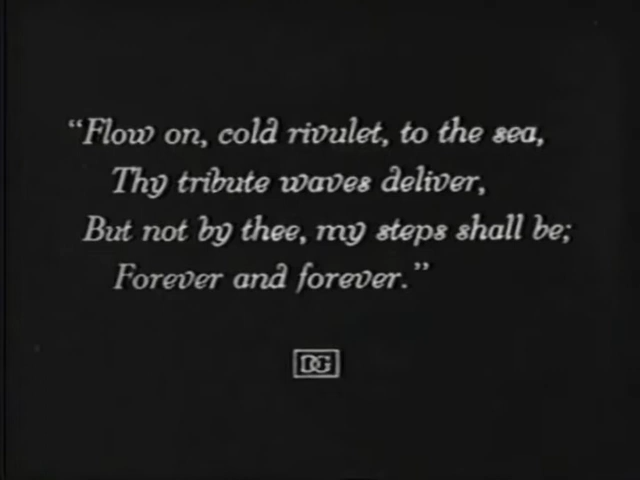 “Flow on, cold rivulet, to the sea,
Thy tribute waves deliver,
But not by thee, my steps shall be;
Forever and forever.”
DG